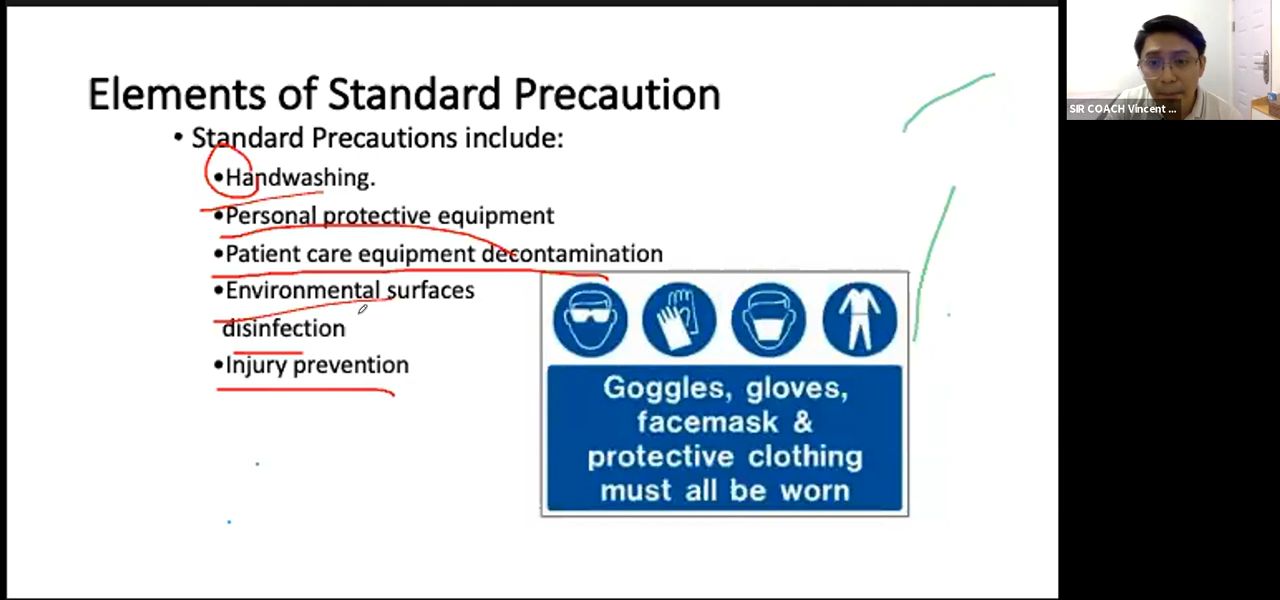 Elements of Standard Precaution
• Standard Precautions include:
•Handwashing.
•Personal protective equipment
•Patient care equipment decontamination
•Environmental surfaces
disinfection
•Injury prevention
Goggles, gloves,
facemask &
protective clothing
must all be worn
SIR COACH Vincent ...